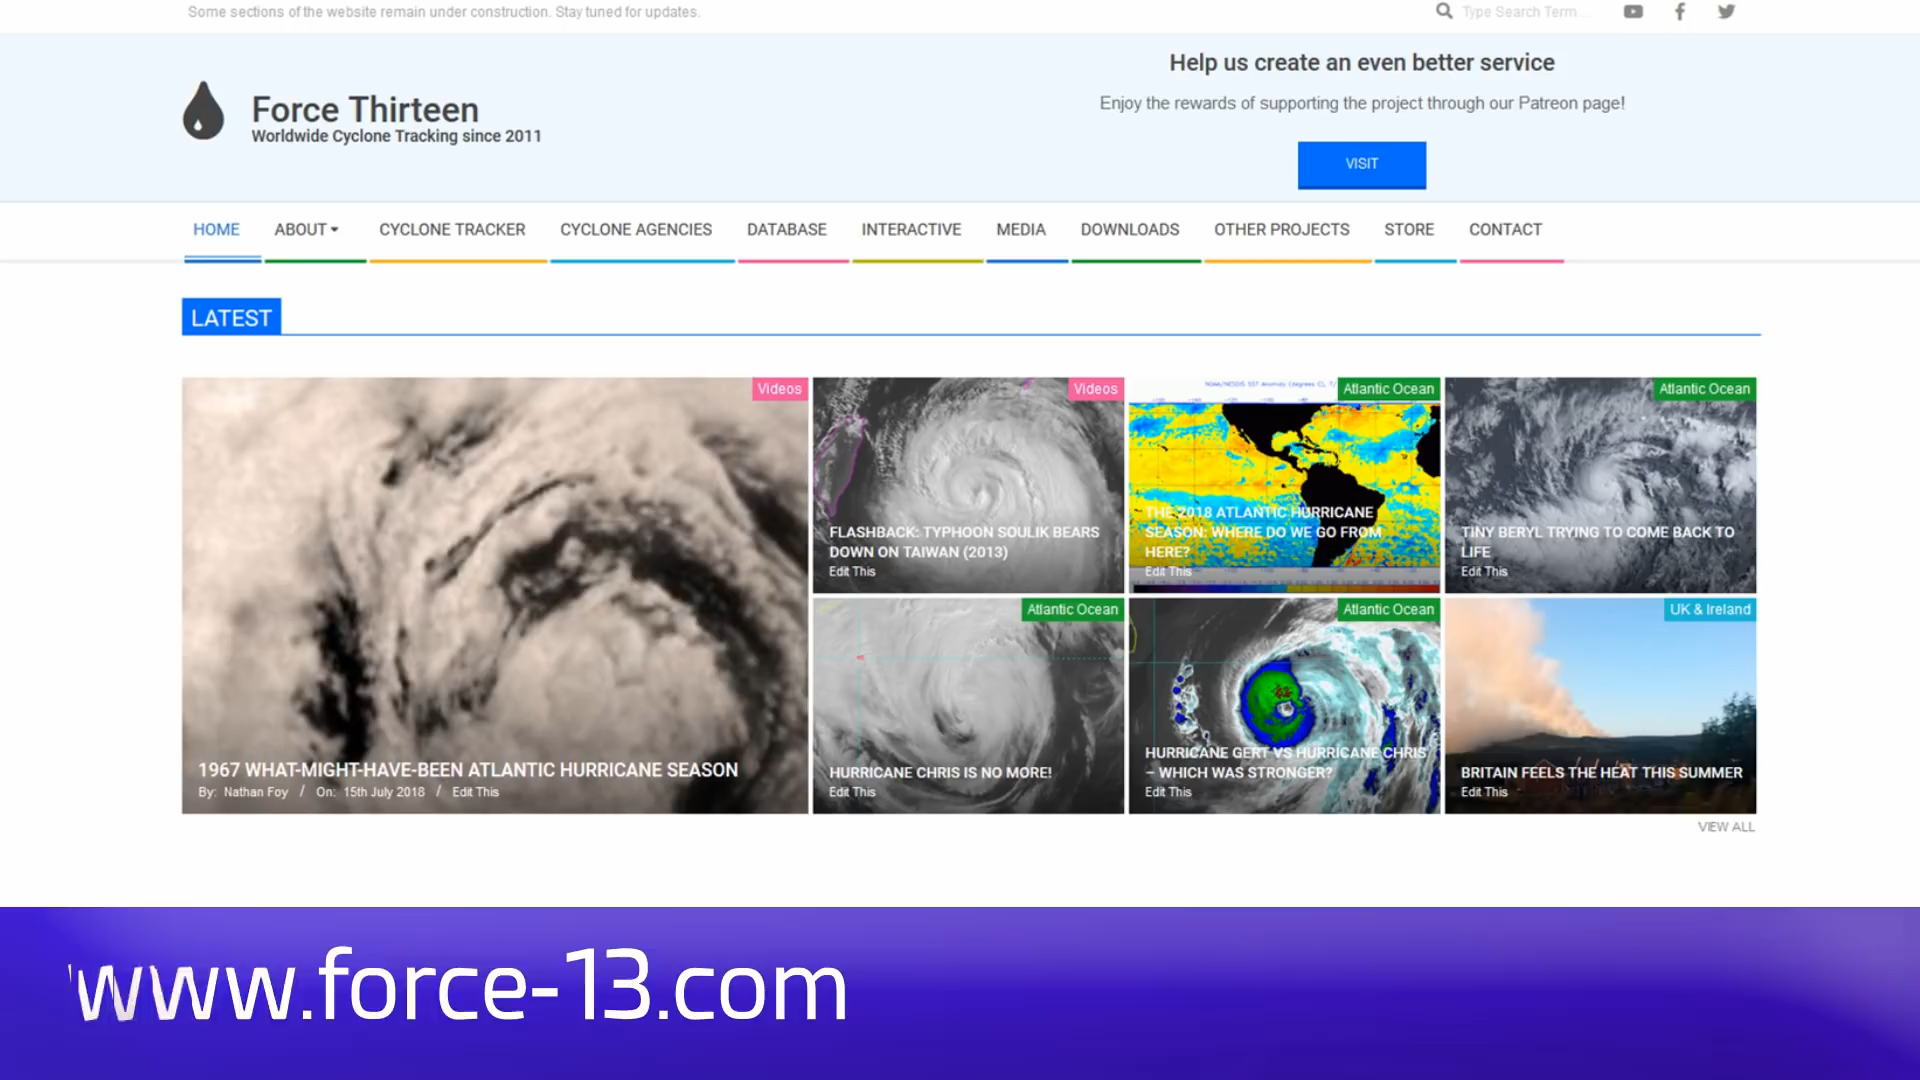 Some sections of the website remain under construction. Stay tuned for updates.
Type Search Term ...
Help us create an even better service
Enjoy the rewards of supporting the project through our Patreon page!
VISIT
Force Thirteen
Worldwide Cyclone Tracking since 2011
HOME ABOUT CYCLONE TRACKER CYCLONE AGENCIES DATABASE INTERACTIVE MEDIA DOWNLOADS OTHER PROJECTS STORE CONTACT
LATEST
Videos
1967 WHAT-MIGHT-HAVE-BEEN ATLANTIC HURRICANE SEASON
By: Nathan Foy / On: 15th July 2018 / Edit This
Videos
FLASHBACK: TYPHOON SOULIK BEARS
DOWN ON TAIWAN (2013)
Edit This
NOAA/NESDIS SST Anomaly (degrees C),
Atlantic Ocean
THE 2018 ATLANTIC HURRICANE
SEASON: WHERE DO WE GO FROM
HERE?
Edit This
Atlantic Ocean
TINY BERYL TRYING TO COME BACK TO
LIFE
Edit This
Atlantic Ocean
HURRICANE CHRIS IS NO MORE!
Edit This
Atlantic Ocean
HURRICANE GERT VS HURRICANE CHRIS
– WHICH WAS STRONGER?
Edit This
UK & Ireland
BRITAIN FEELS THE HEAT THIS SUMMER
Edit This
VIEW ALL
www.force-13.com